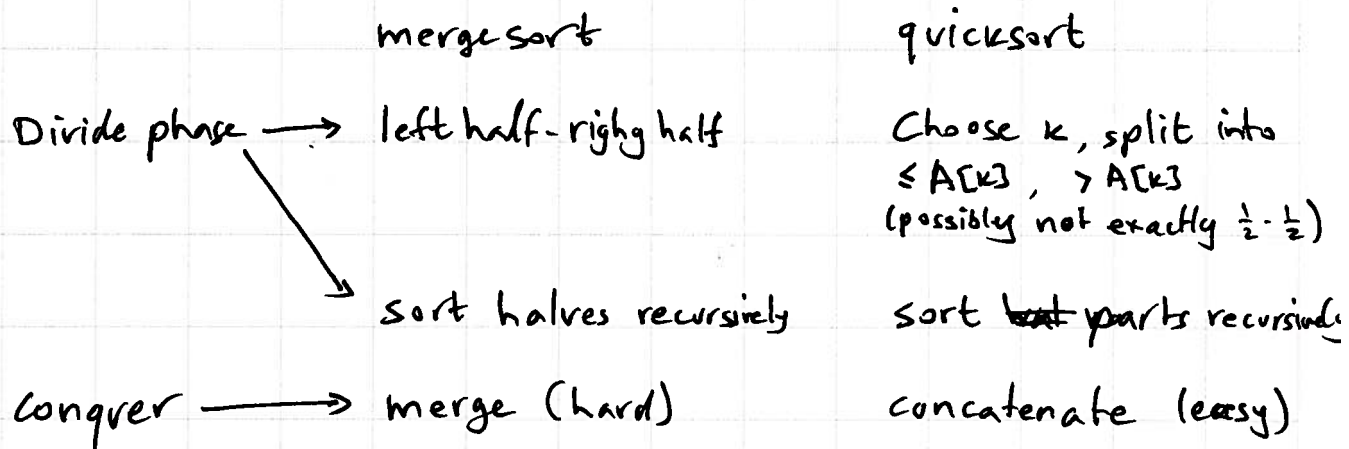 mergesort quicksort
Divide phase → left half - righg half Choose k, split into
≤ A[k], > A[k]
(possibly not exactly 1/2 - 1/2)
sort halves recursively sort parts recursively
conquer → merge (hard) concatenate (easy)